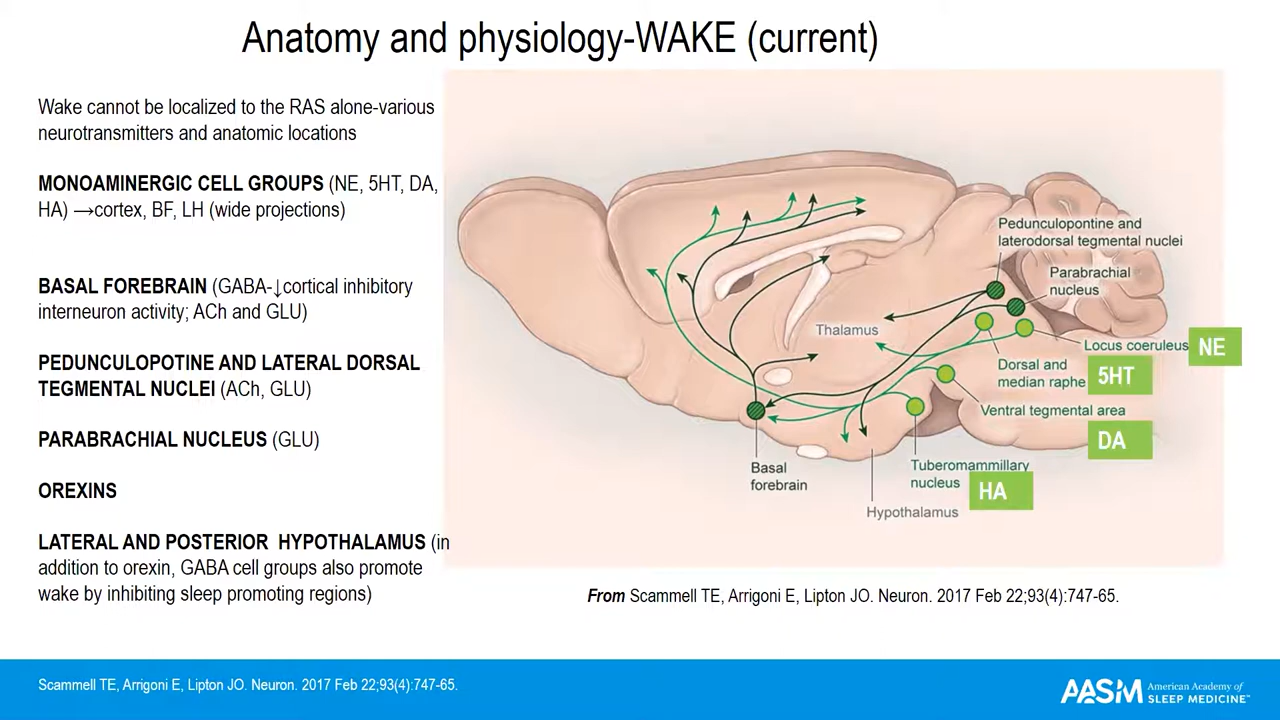 Anatomy and physiology-WAKE (current)
Wake cannot be localized to the RAS alone-various
neurotransmitters and anatomic locations
MONOAMINERGIC CELL GROUPS (NE, 5HT, DA,
HA) →cortex, BF, LH (wide projections)
BASAL FOREBRAIN (GABA-↓cortical inhibitory
interneuron activity; ACh and GLU)
PEDUNCULOPOTINE AND LATERAL DORSAL
TEGMENTAL NUCLEI (ACh, GLU)
PARABRACHIAL NUCLEUS (GLU)
OREXINS
LATERAL AND POSTERIOR HYPOTHALAMUS (in
addition to orexin, GABA cell groups also promote
wake by inhibiting sleep promoting regions)
Pedunculopontine and
laterodorsal tegmental nuclei
Parabrachial
nucleus
Thalamus
Locus coeruleus
NE
Dorsal and
median raphe
5HT
Ventral tegmental area
DA
Tuberomammillary
nucleus
HA
Basal
forebrain
Hypothalamus
From Scammell TE, Arrigoni E, Lipton JO. Neuron. 2017 Feb 22;93(4):747-65.
Scammell TE, Arrigoni E, Lipton JO. Neuron. 2017 Feb 22;93(4):747-65.
AASM
American Academy of
SLEEP MEDICINE™